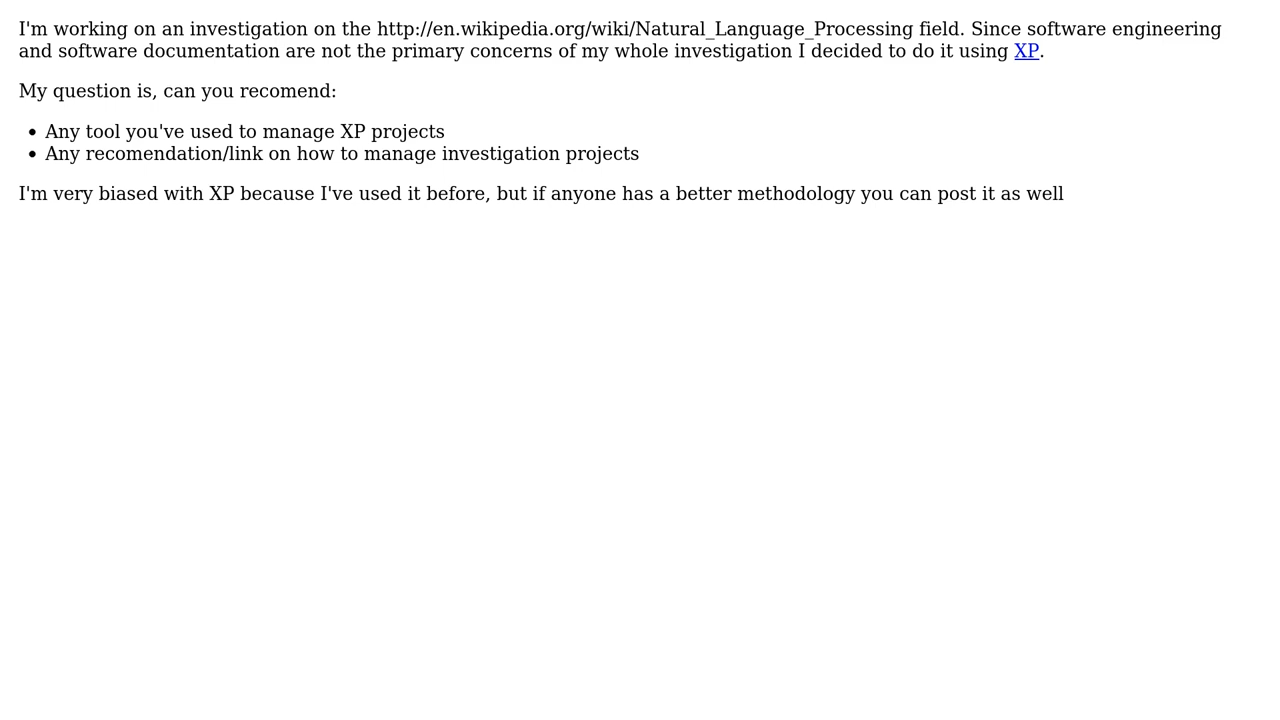 I'm working on an investigation on the http://en.wikipedia.org/wiki/Natural_Language_Processing field. Since software engineering
and software documentation are not the primary concerns of my whole investigation I decided to do it using XP.
My question is, can you recomend:
• Any tool you've used to manage XP projects
• Any recomendation/link on how to manage investigation projects
I'm very biased with XP because I've used it before, but if anyone has a better methodology you can post it as well